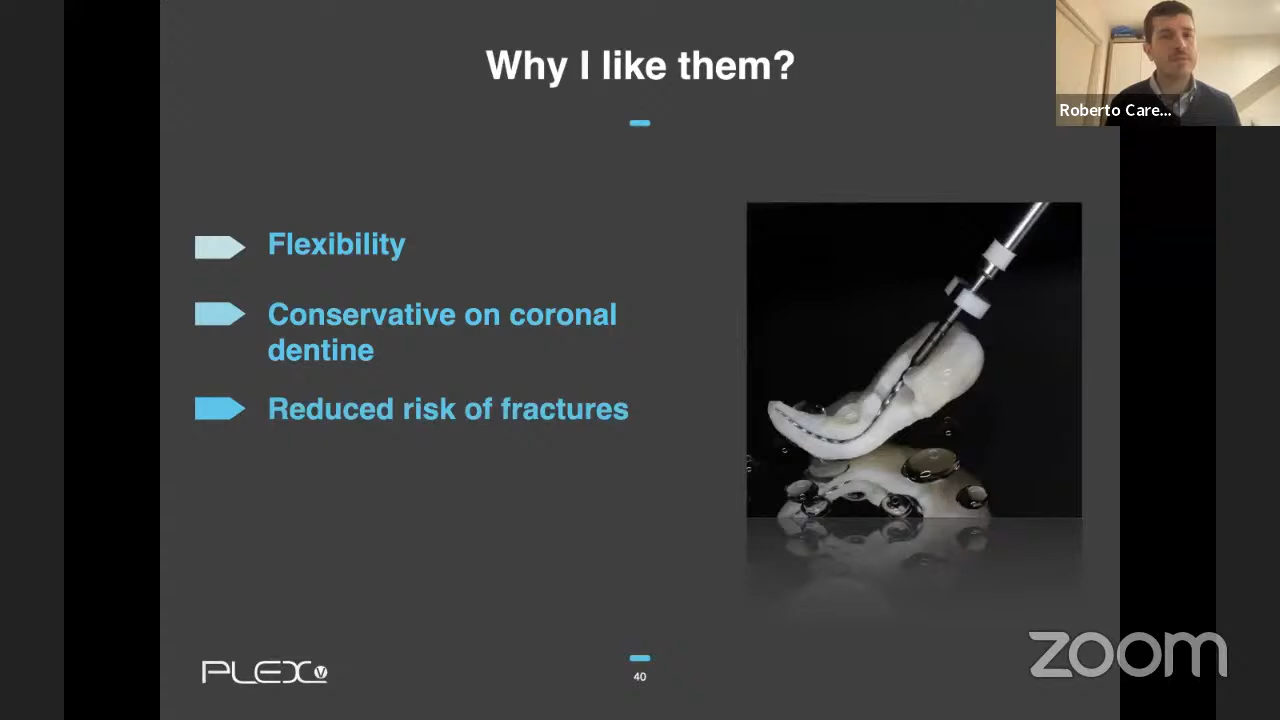 Why I like them?
Roberto Care...
Flexibility
Conservative on coronal
dentine
Reduced risk of fractures
PLEX V
40
zoom